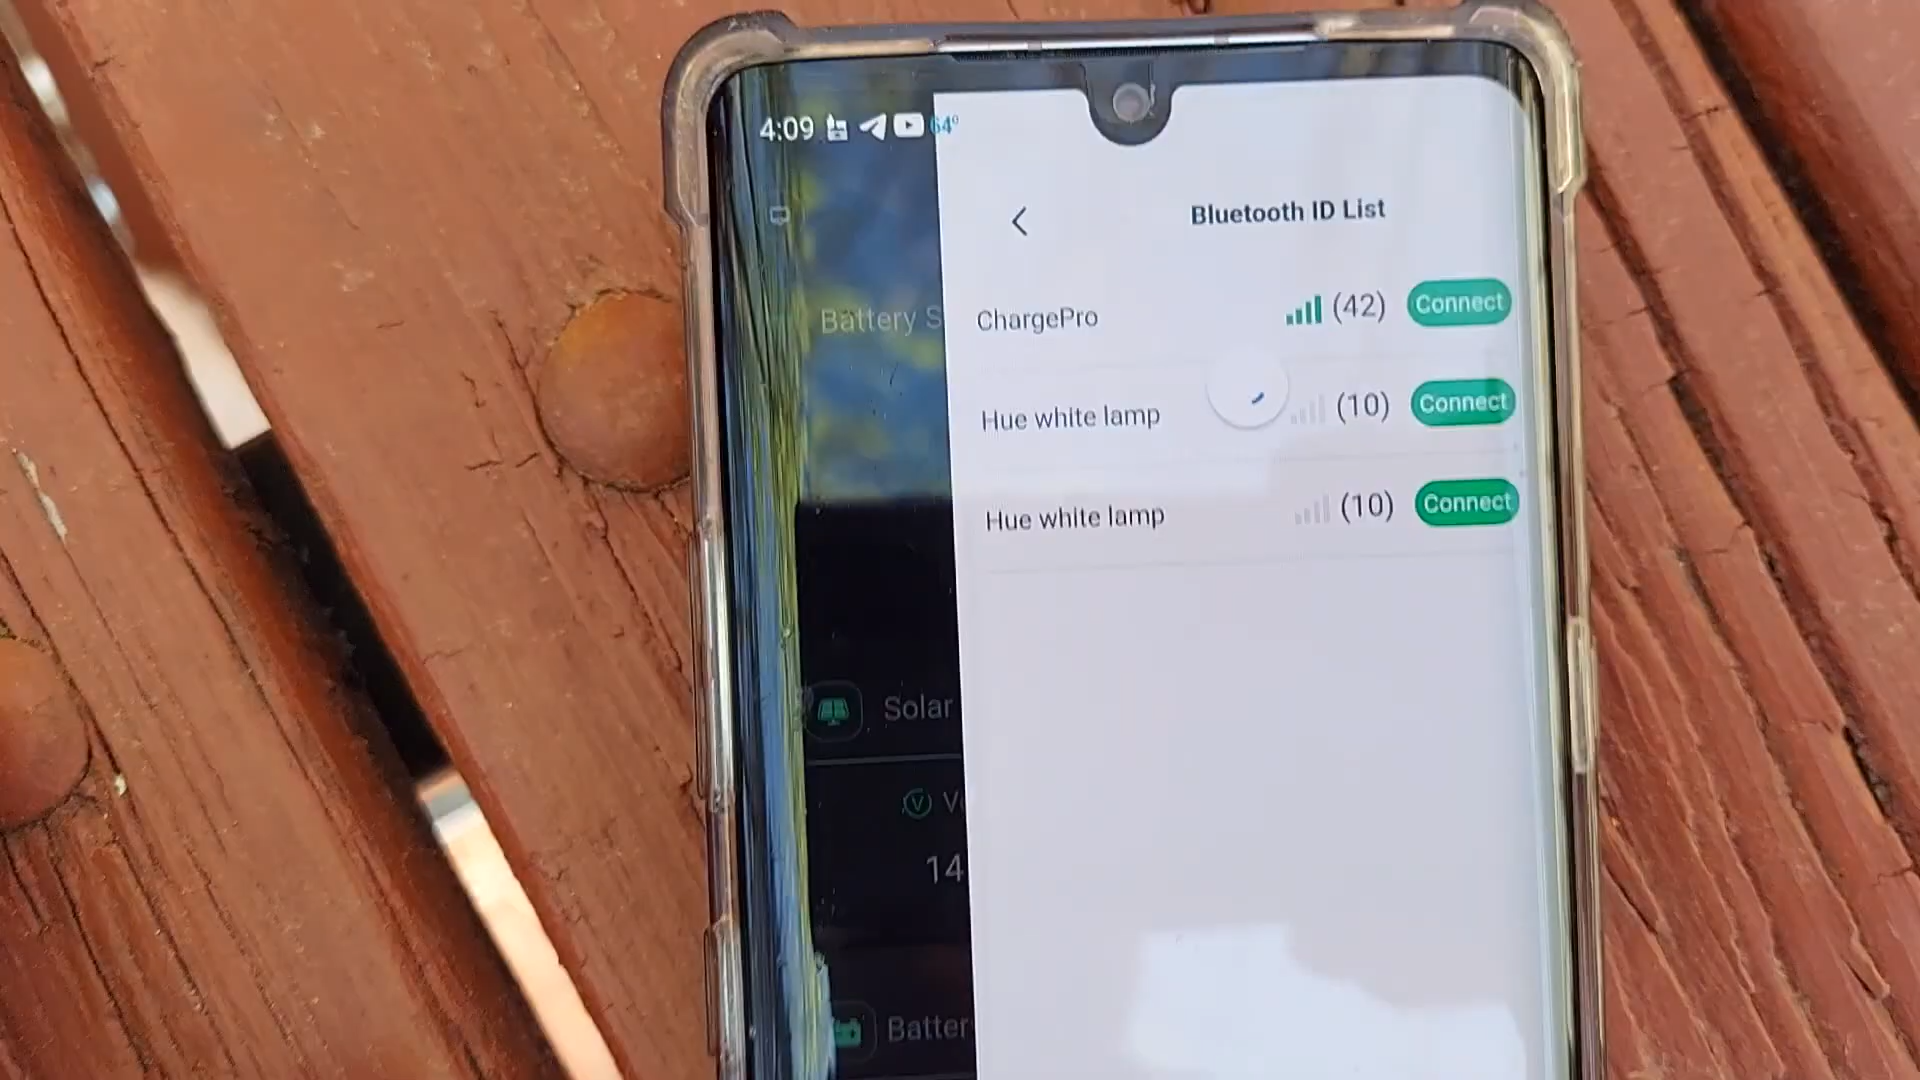 4:09 64°
Bluetooth ID List
Battery S
ChargePro (42) Connect
Hue white lamp (10) Connect
Hue white lamp (10) Connect
Solar
V
14
Batter